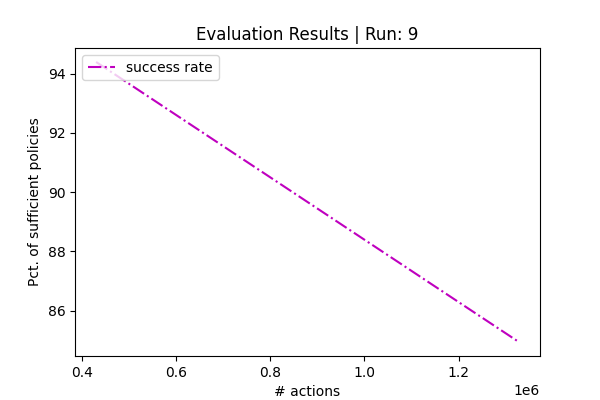 Evaluation Results | Run: 9
success rate
Pct. of sufficient policies
94
92
90
88
86
0.4 0.6 0.8 1.0 1.2
1e6
# actions